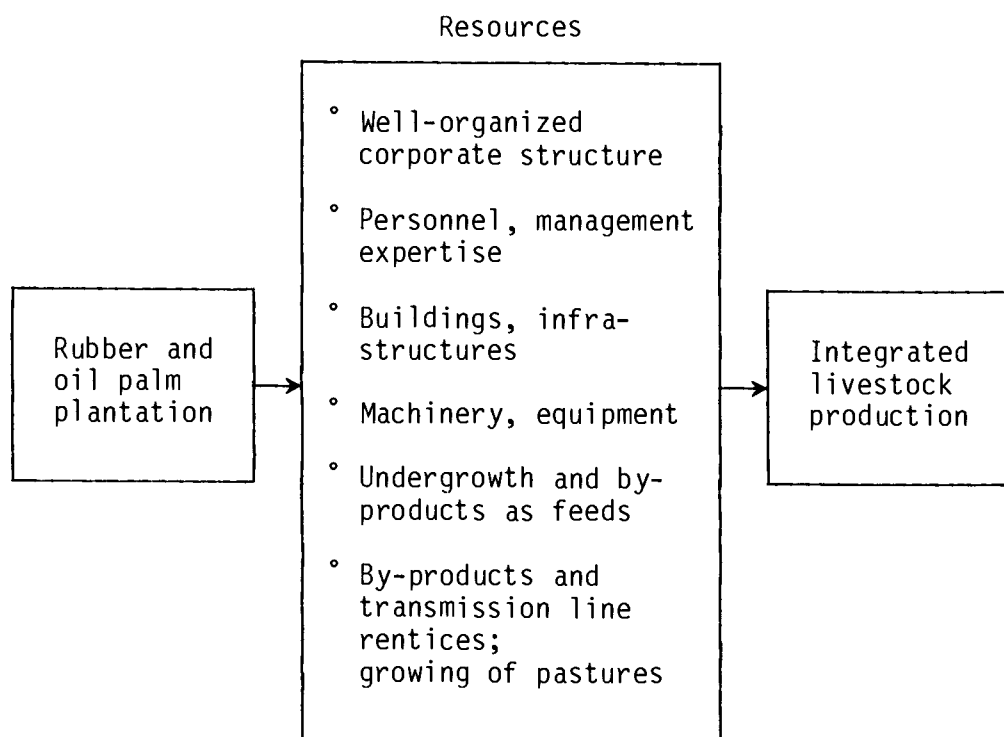 Resources
Rubber and
oil palm
plantation
° Well-organized
corporate structure
° Personnel, management
expertise
° Buildings, infra-
structures
° Machinery, equipment
° Undergrowth and by-
products as feeds
° By-products and
transmission line
rentices;
growing of pastures
Integrated
livestock
production